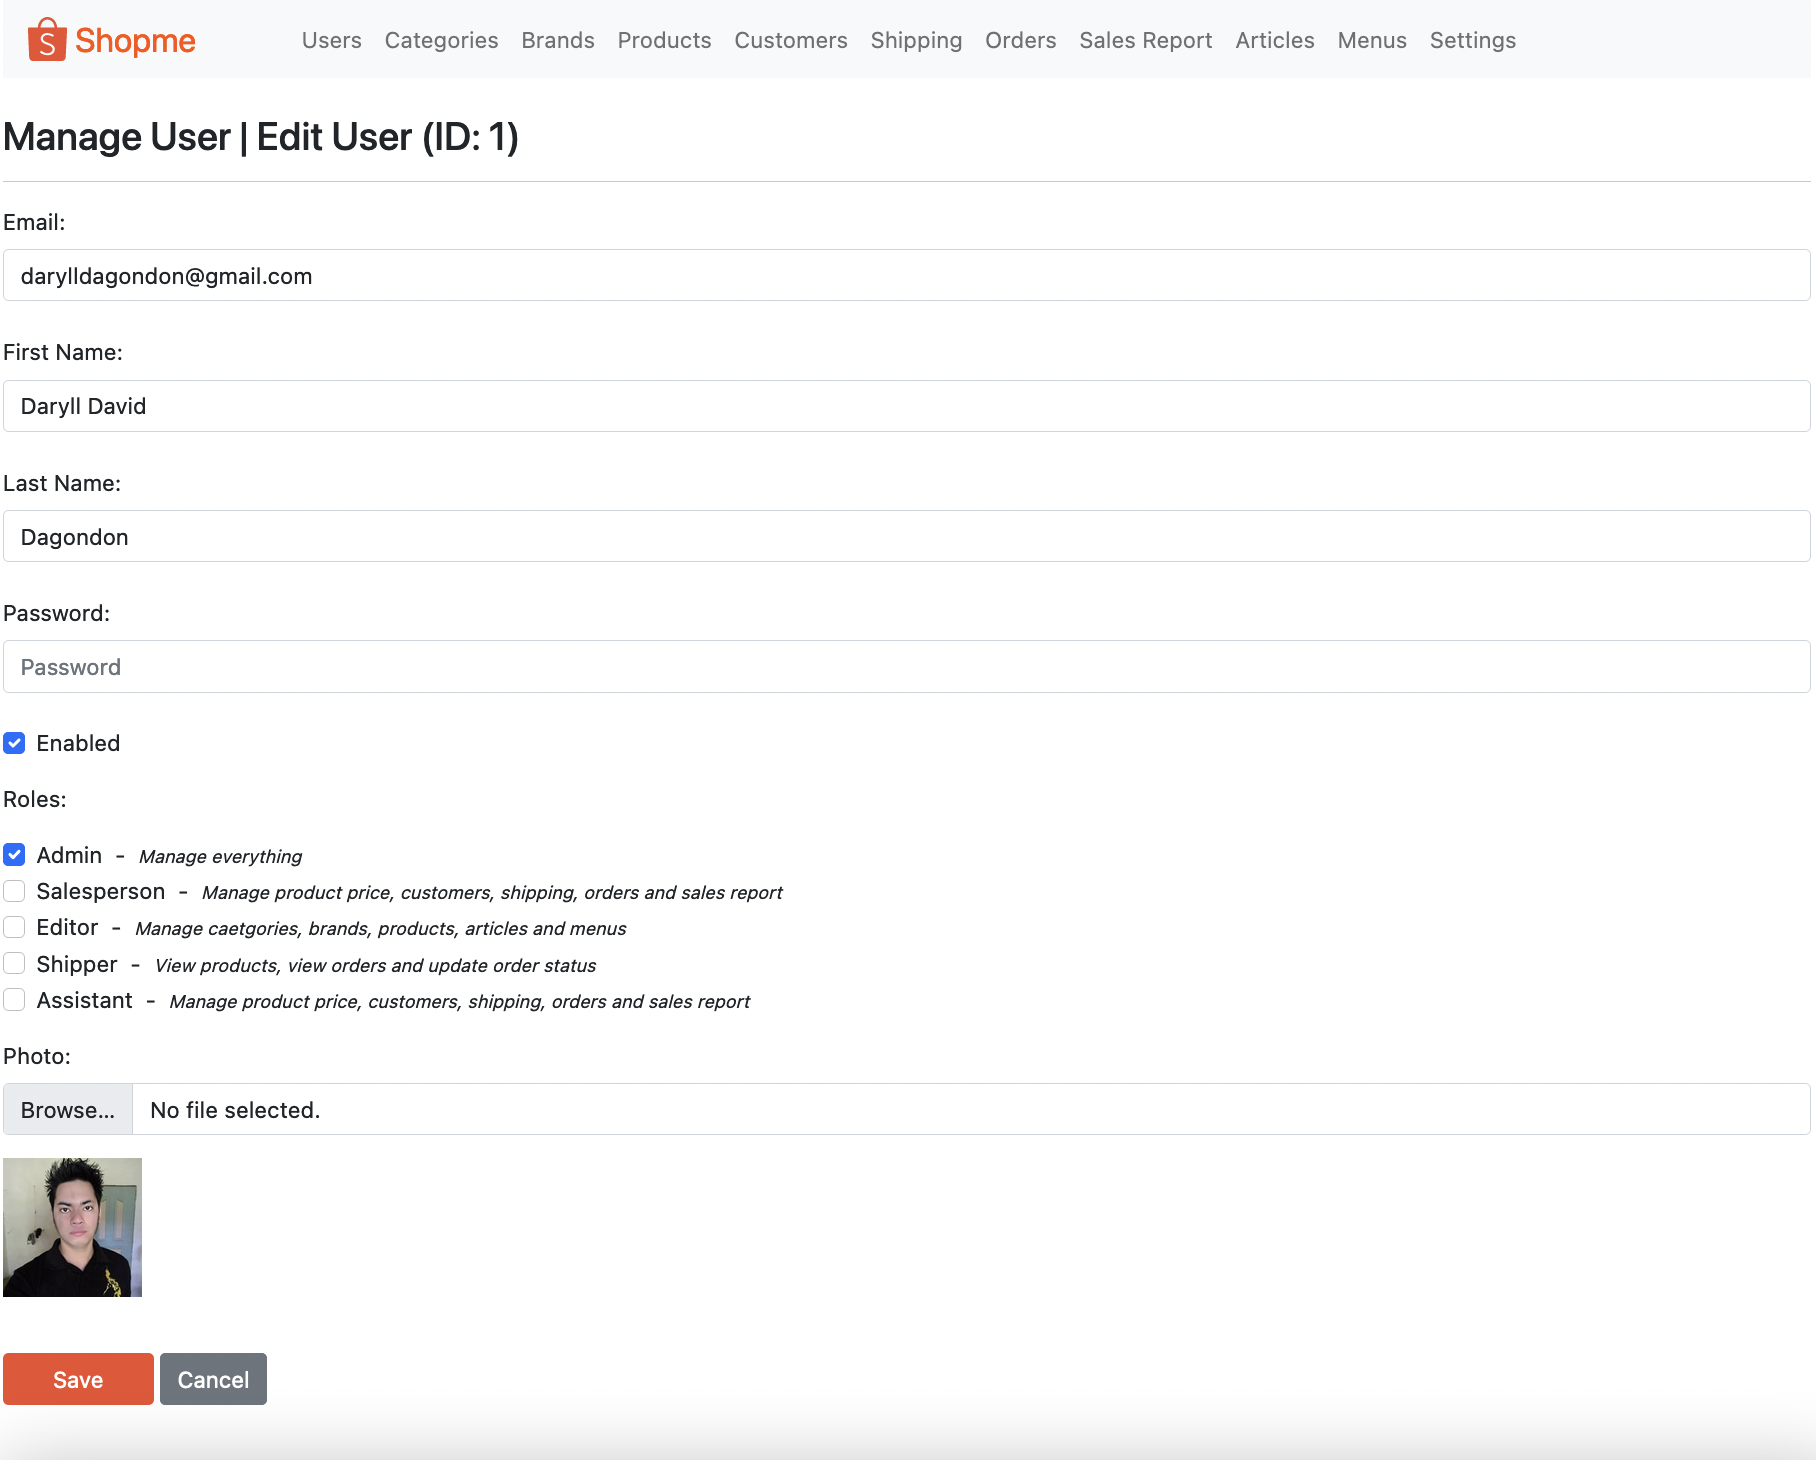 S Shopme Users Categories Brands Products Customers Shipping Orders Sales Report Articles Menus Settings
Manage User | Edit User (ID: 1)
Email:
darylldagondon@gmail.com
First Name:
Daryll David
Last Name:
Dagondon
Password:
Password
Enabled
Roles:
Admin - Manage everything
Salesperson - Manage product price, customers, shipping, orders and sales report
Editor - Manage caetgories, brands, products, articles and menus
Shipper - View products, view orders and update order status
Assistant - Manage product price, customers, shipping, orders and sales report
Photo:
Browse... No file selected.
Save Cancel